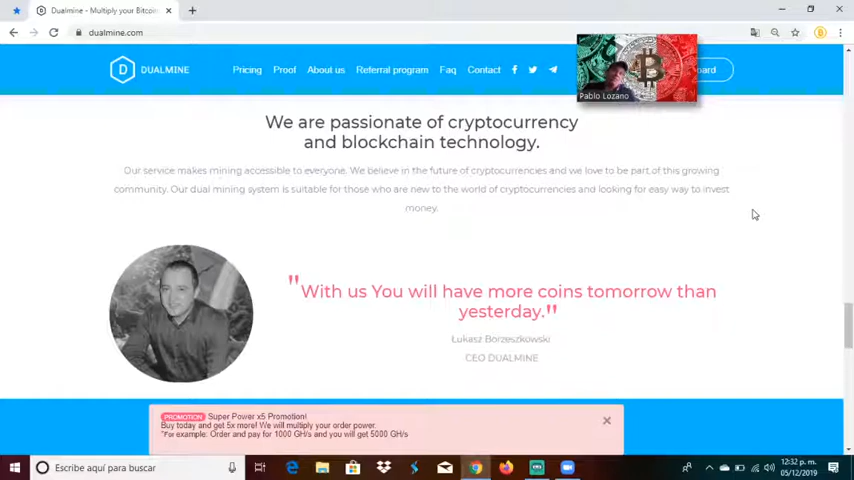 Dualmine - Multiply your Bitcoin
dualmine.com
DUALMINE
Pricing
Proof
About us
Referral program
Faq
Contact
Pablo Lozano
We are passionate of cryptocurrency
and blockchain technology.
Our service makes mining accessible to everyone. We believe in the future of cryptocurrencies and we love to be part of this growing
community. Our dual mining system is suitable for those who are new to the world of cryptocurrencies and looking for easy way to invest
money.
"With us You will have more coins tomorrow than
yesterday."
Łukasz Borzeszkowski
CEO DUALMINE
PROMOTION Super Power x5 Promotion!
Buy today and get 5x more! We will multiply your order power.
*For example: Order and pay for 1000 GH/s and you will get 5000 GH/s
Escribe aquí para buscar
12:32 p. m.
05/12/2019